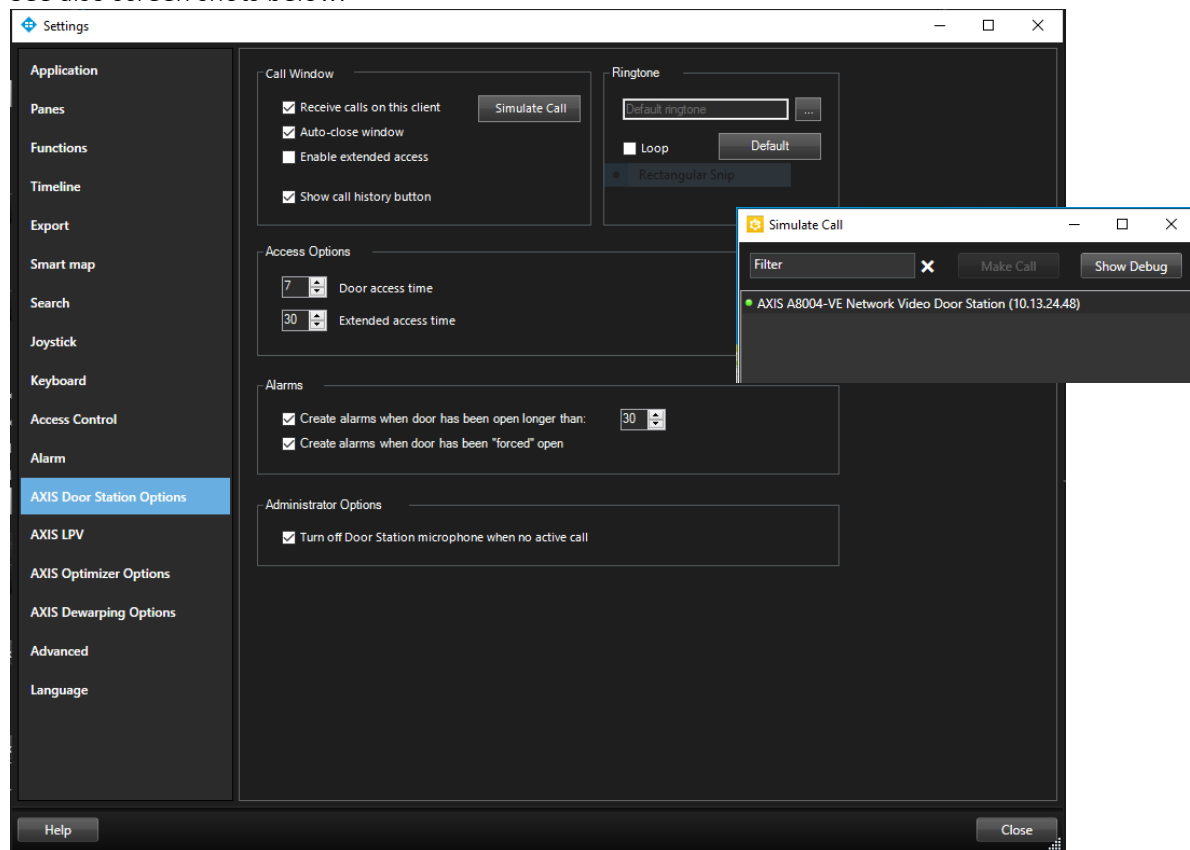 Settings
Application
Panes
Functions
Timeline
Export
Smart map
Search
Joystick
Keyboard
Access Control
Alarm
AXIS Door Station Options
AXIS LPV
AXIS Optimizer Options
AXIS Dewarping Options
Advanced
Language
Call Window
Receive calls on this client
Simulate Call
Auto-close window
Enable extended access
Show call history button
Ringtone
Default ringtone
...
Loop
Default
Rectangular Snip
Access Options
7 Door access time
30 Extended access time
Alarms
Create alarms when door has been open longer than: 30
Create alarms when door has been "forced" open
Administrator Options
Turn off Door Station microphone when no active call
Simulate Call
Filter
Make Call
Show Debug
AXIS A8004-VE Network Video Door Station (10.13.24.48)
Help
Close